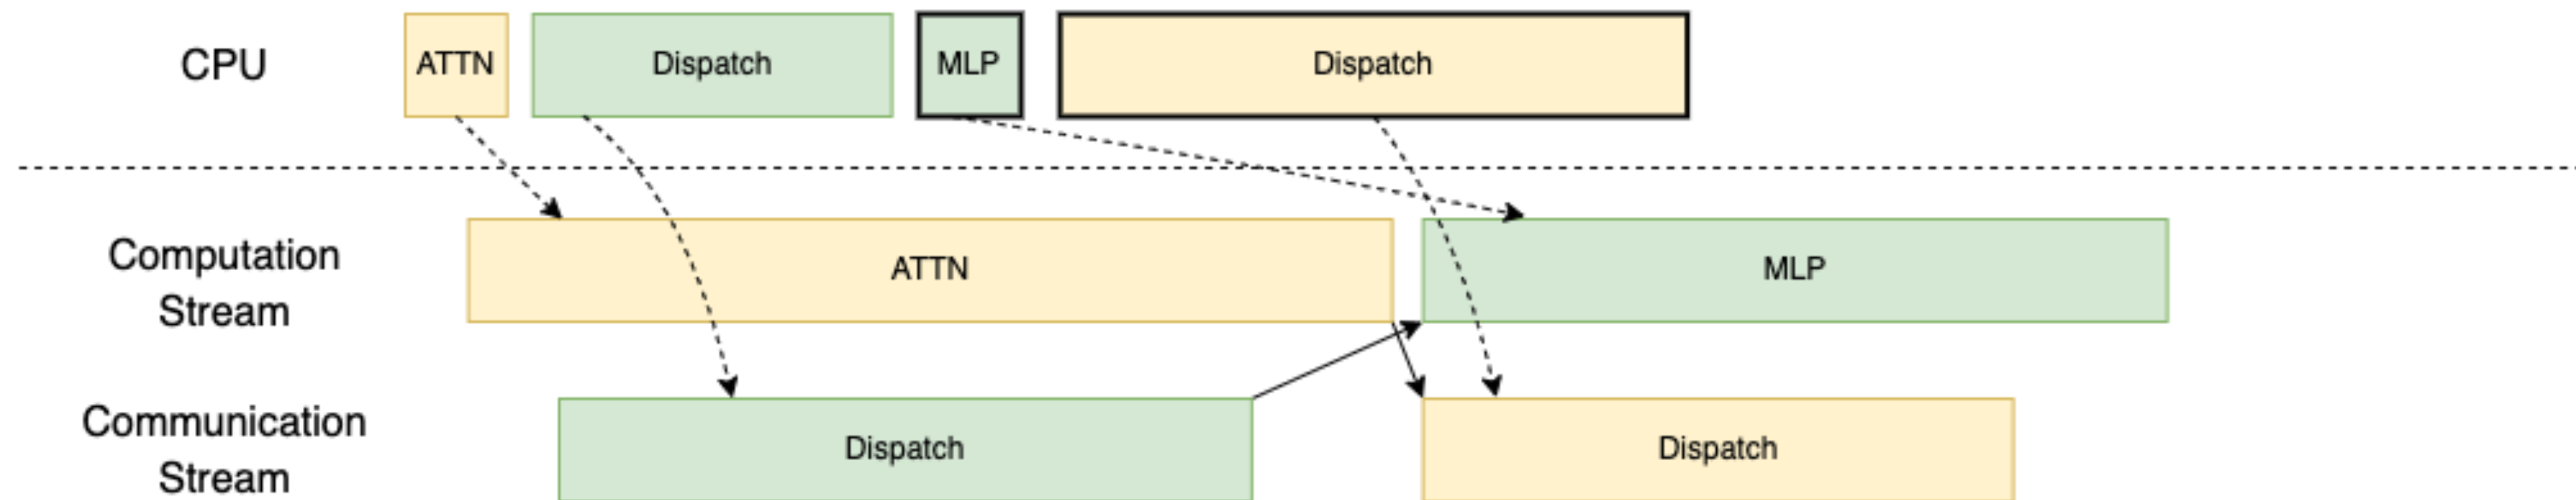 CPU
ATTN
Dispatch
MLP
Dispatch
Computation
Stream
ATTN
MLP
Communication
Stream
Dispatch
Dispatch